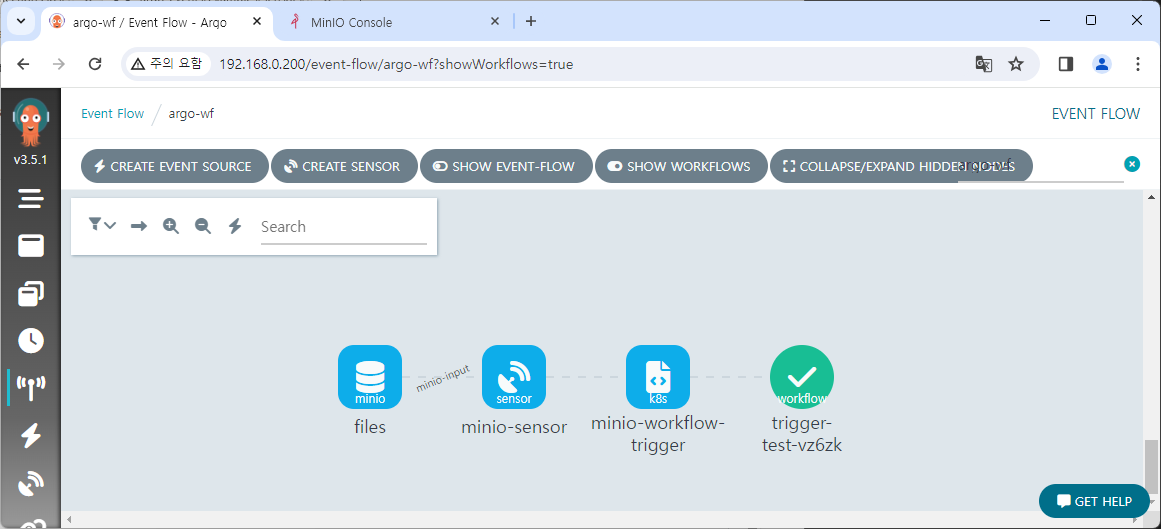 argo-wf / Event Flow - Argo
MinIO Console
주의 요함
192.168.0.200/event-flow/argo-wf?showWorkflows=true
v3.5.1
Event Flow / argo-wf
EVENT FLOW
CREATE EVENT SOURCE
CREATE SENSOR
SHOW EVENT-FLOW
SHOW WORKFLOWS
COLLAPSE/EXPAND HIDDEN NODES
argo-wf
Search
minio
minio-input
sensor
k8s
workflow
files
minio-sensor
minio-workflow-
trigger
trigger-
test-vz6zk
GET HELP